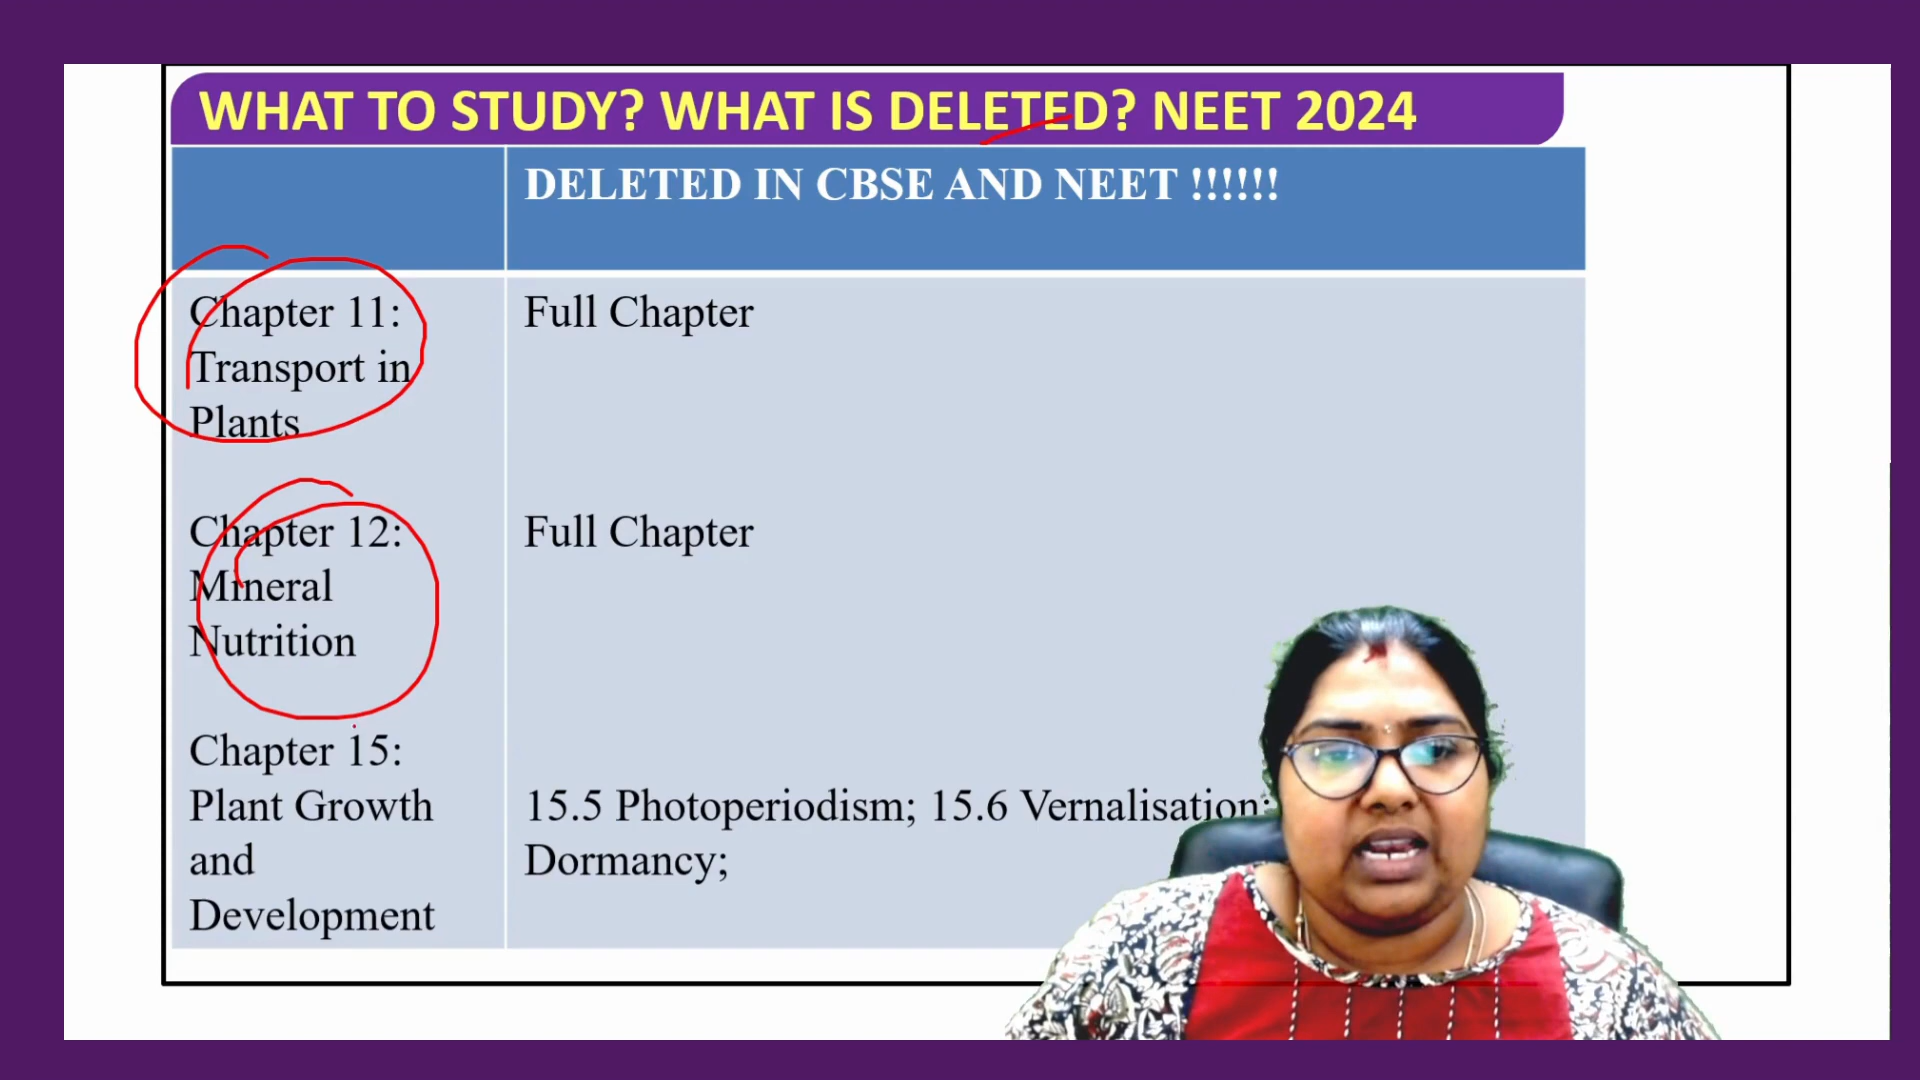 WHAT TO STUDY? WHAT IS DELETED? NEET 2024
DELETED IN CBSE AND NEET !!!!!!
Chapter 11:
Transport in
Plants
Full Chapter
Chapter 12:
Mineral
Nutrition
Full Chapter
Chapter 15:
Plant Growth
and
Development
15.5 Photoperiodism; 15.6 Vernalisation;
Dormancy;